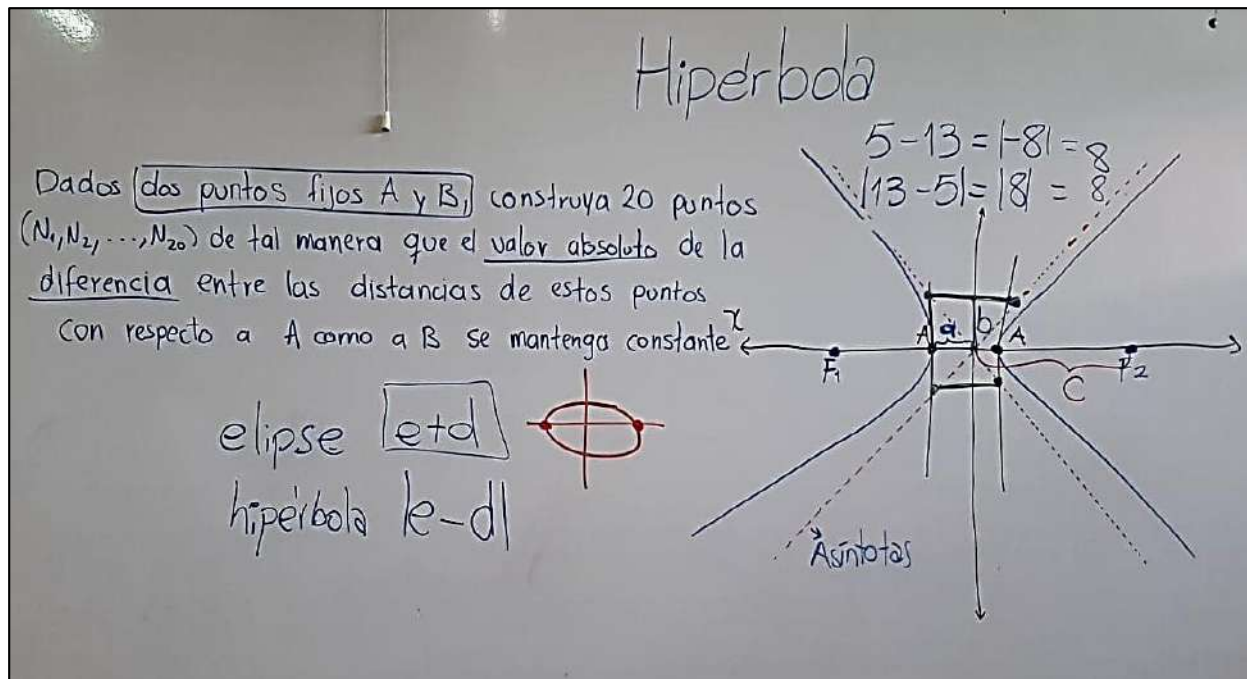 Hipérbola
5-13=|-8|=8
|13-5|=|8|=8
Dados dos puntos fijos A y B, construya 20 puntos
(N₁,N₂,...,N₂₀) de tal manera que el valor absoluto de la
diferencia entre las distancias de estos puntos
con respecto a A como a B se mantenga constante
elipse e+d
hipérbola |e-d|
x
a
b
A
A
F₁
C
F₂
Asíntotas